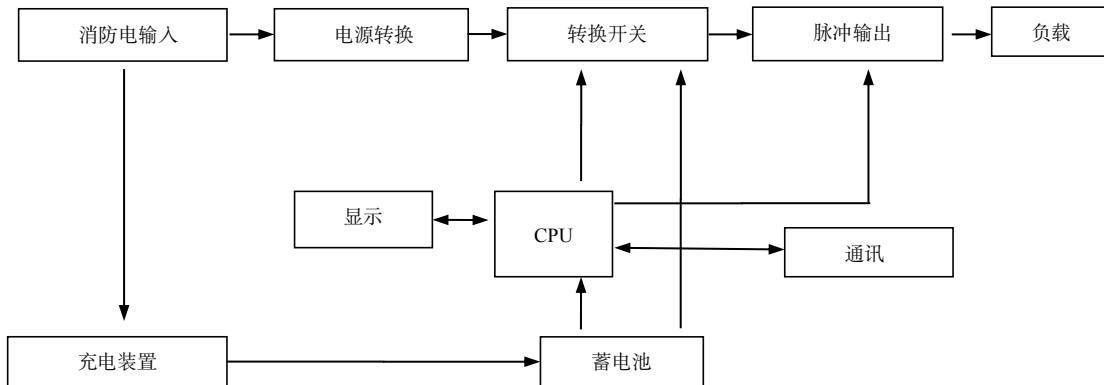 消防电输入
电源转换
转换开关
脉冲输出
负载
显示
CPU
通讯
充电装置
蓄电池